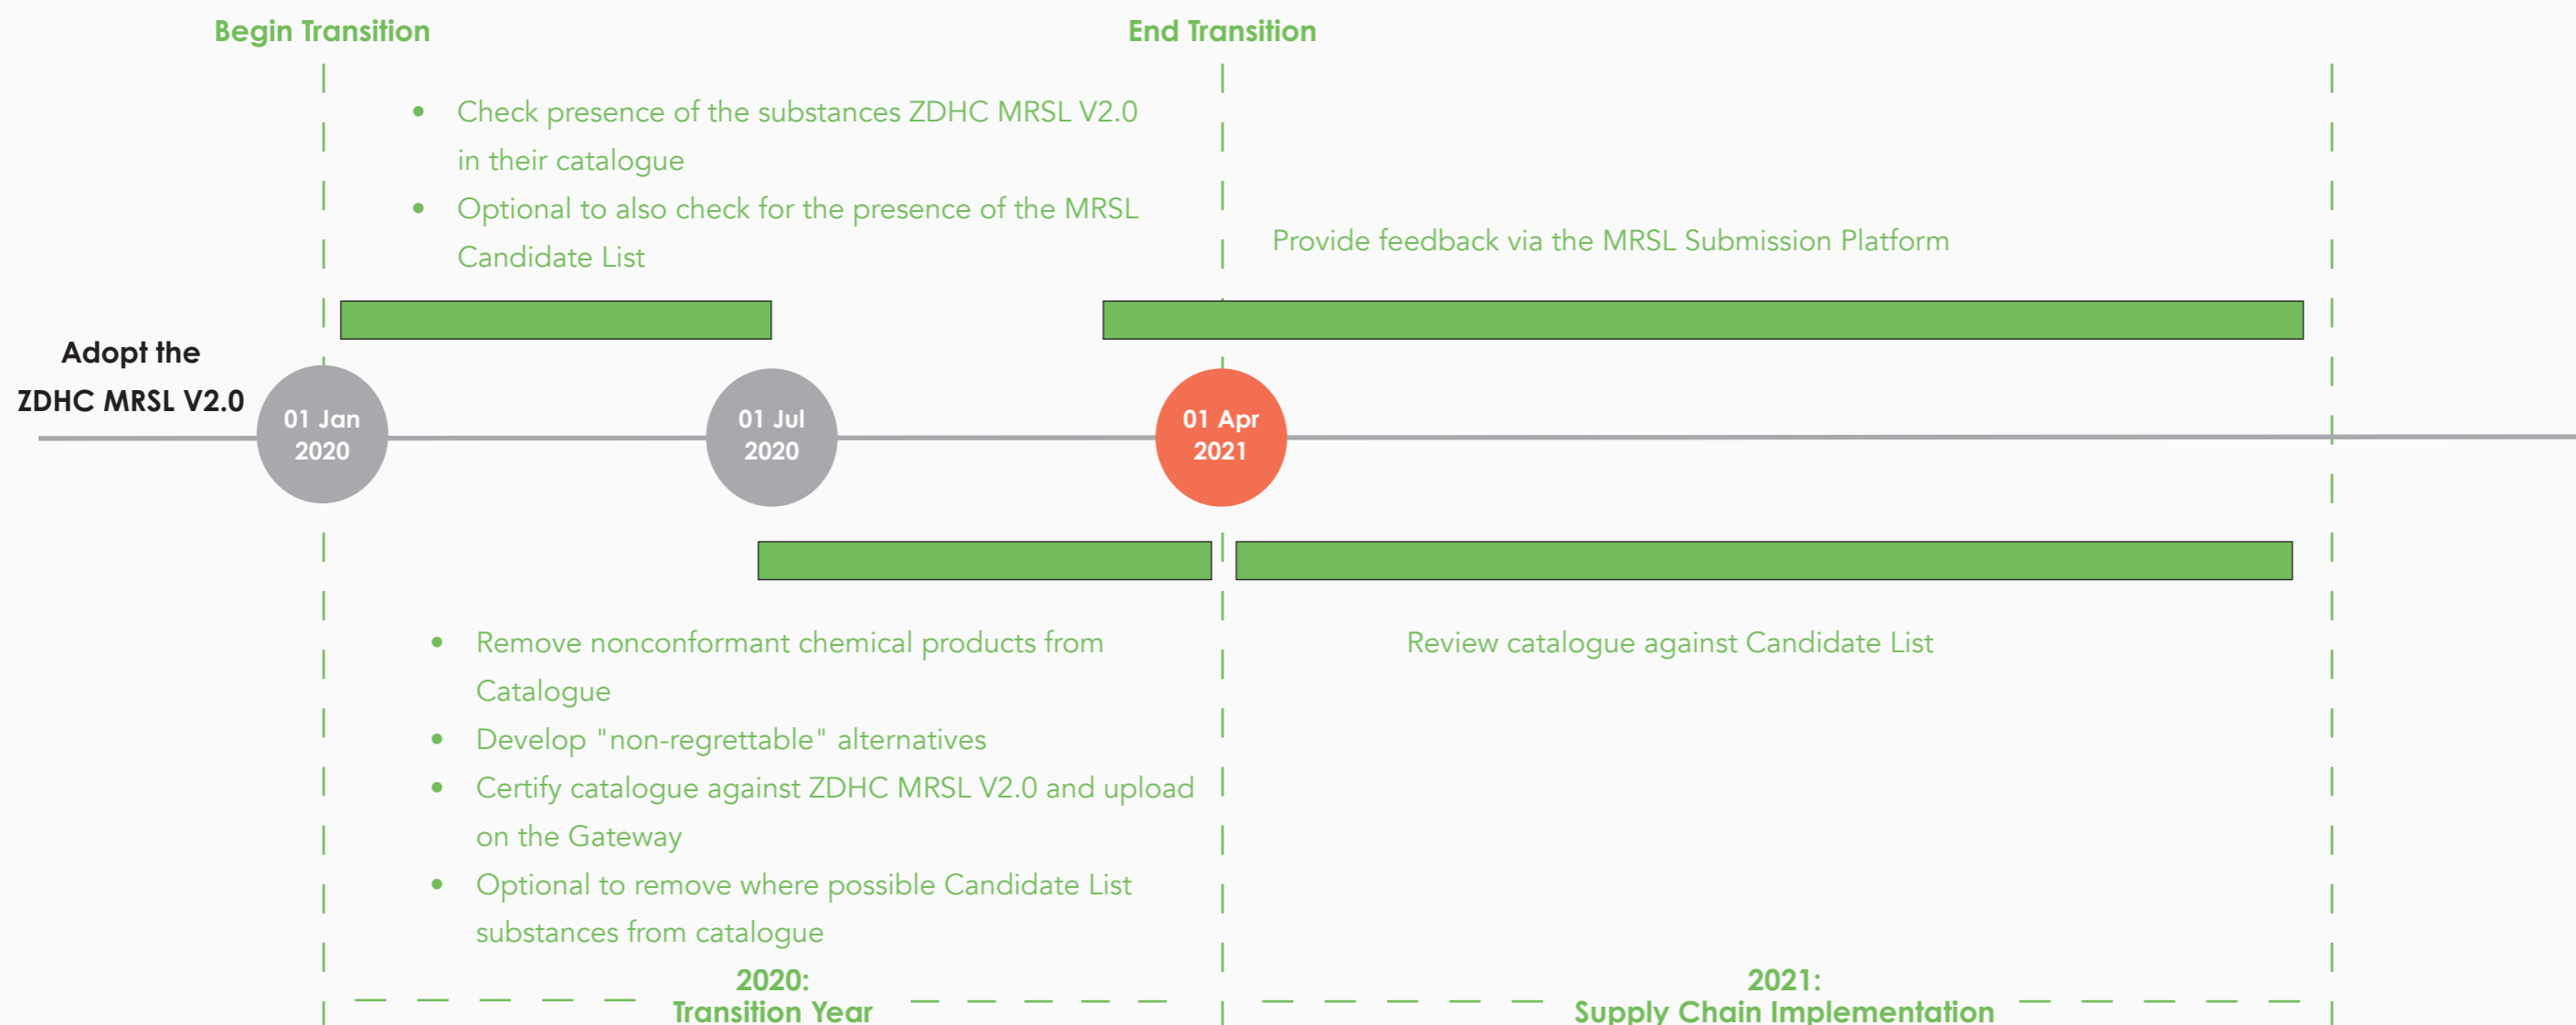 Begin Transition
End Transition
• Check presence of the substances ZDHC MRSL V2.0
in their catalogue
• Optional to also check for the presence of the MRSL
Candidate List
Provide feedback via the MRSL Submission Platform
Adopt the
ZDHC MRSL V2.0
01 Jan
2020
01 Jul
2020
01 Apr
2021
• Remove nonconformant chemical products from
Catalogue
• Develop "non-regrettable" alternatives
• Certify catalogue against ZDHC MRSL V2.0 and upload
on the Gateway
• Optional to remove where possible Candidate List
substances from catalogue
Review catalogue against Candidate List
2020:
Transition Year
2021:
Supply Chain Implementation